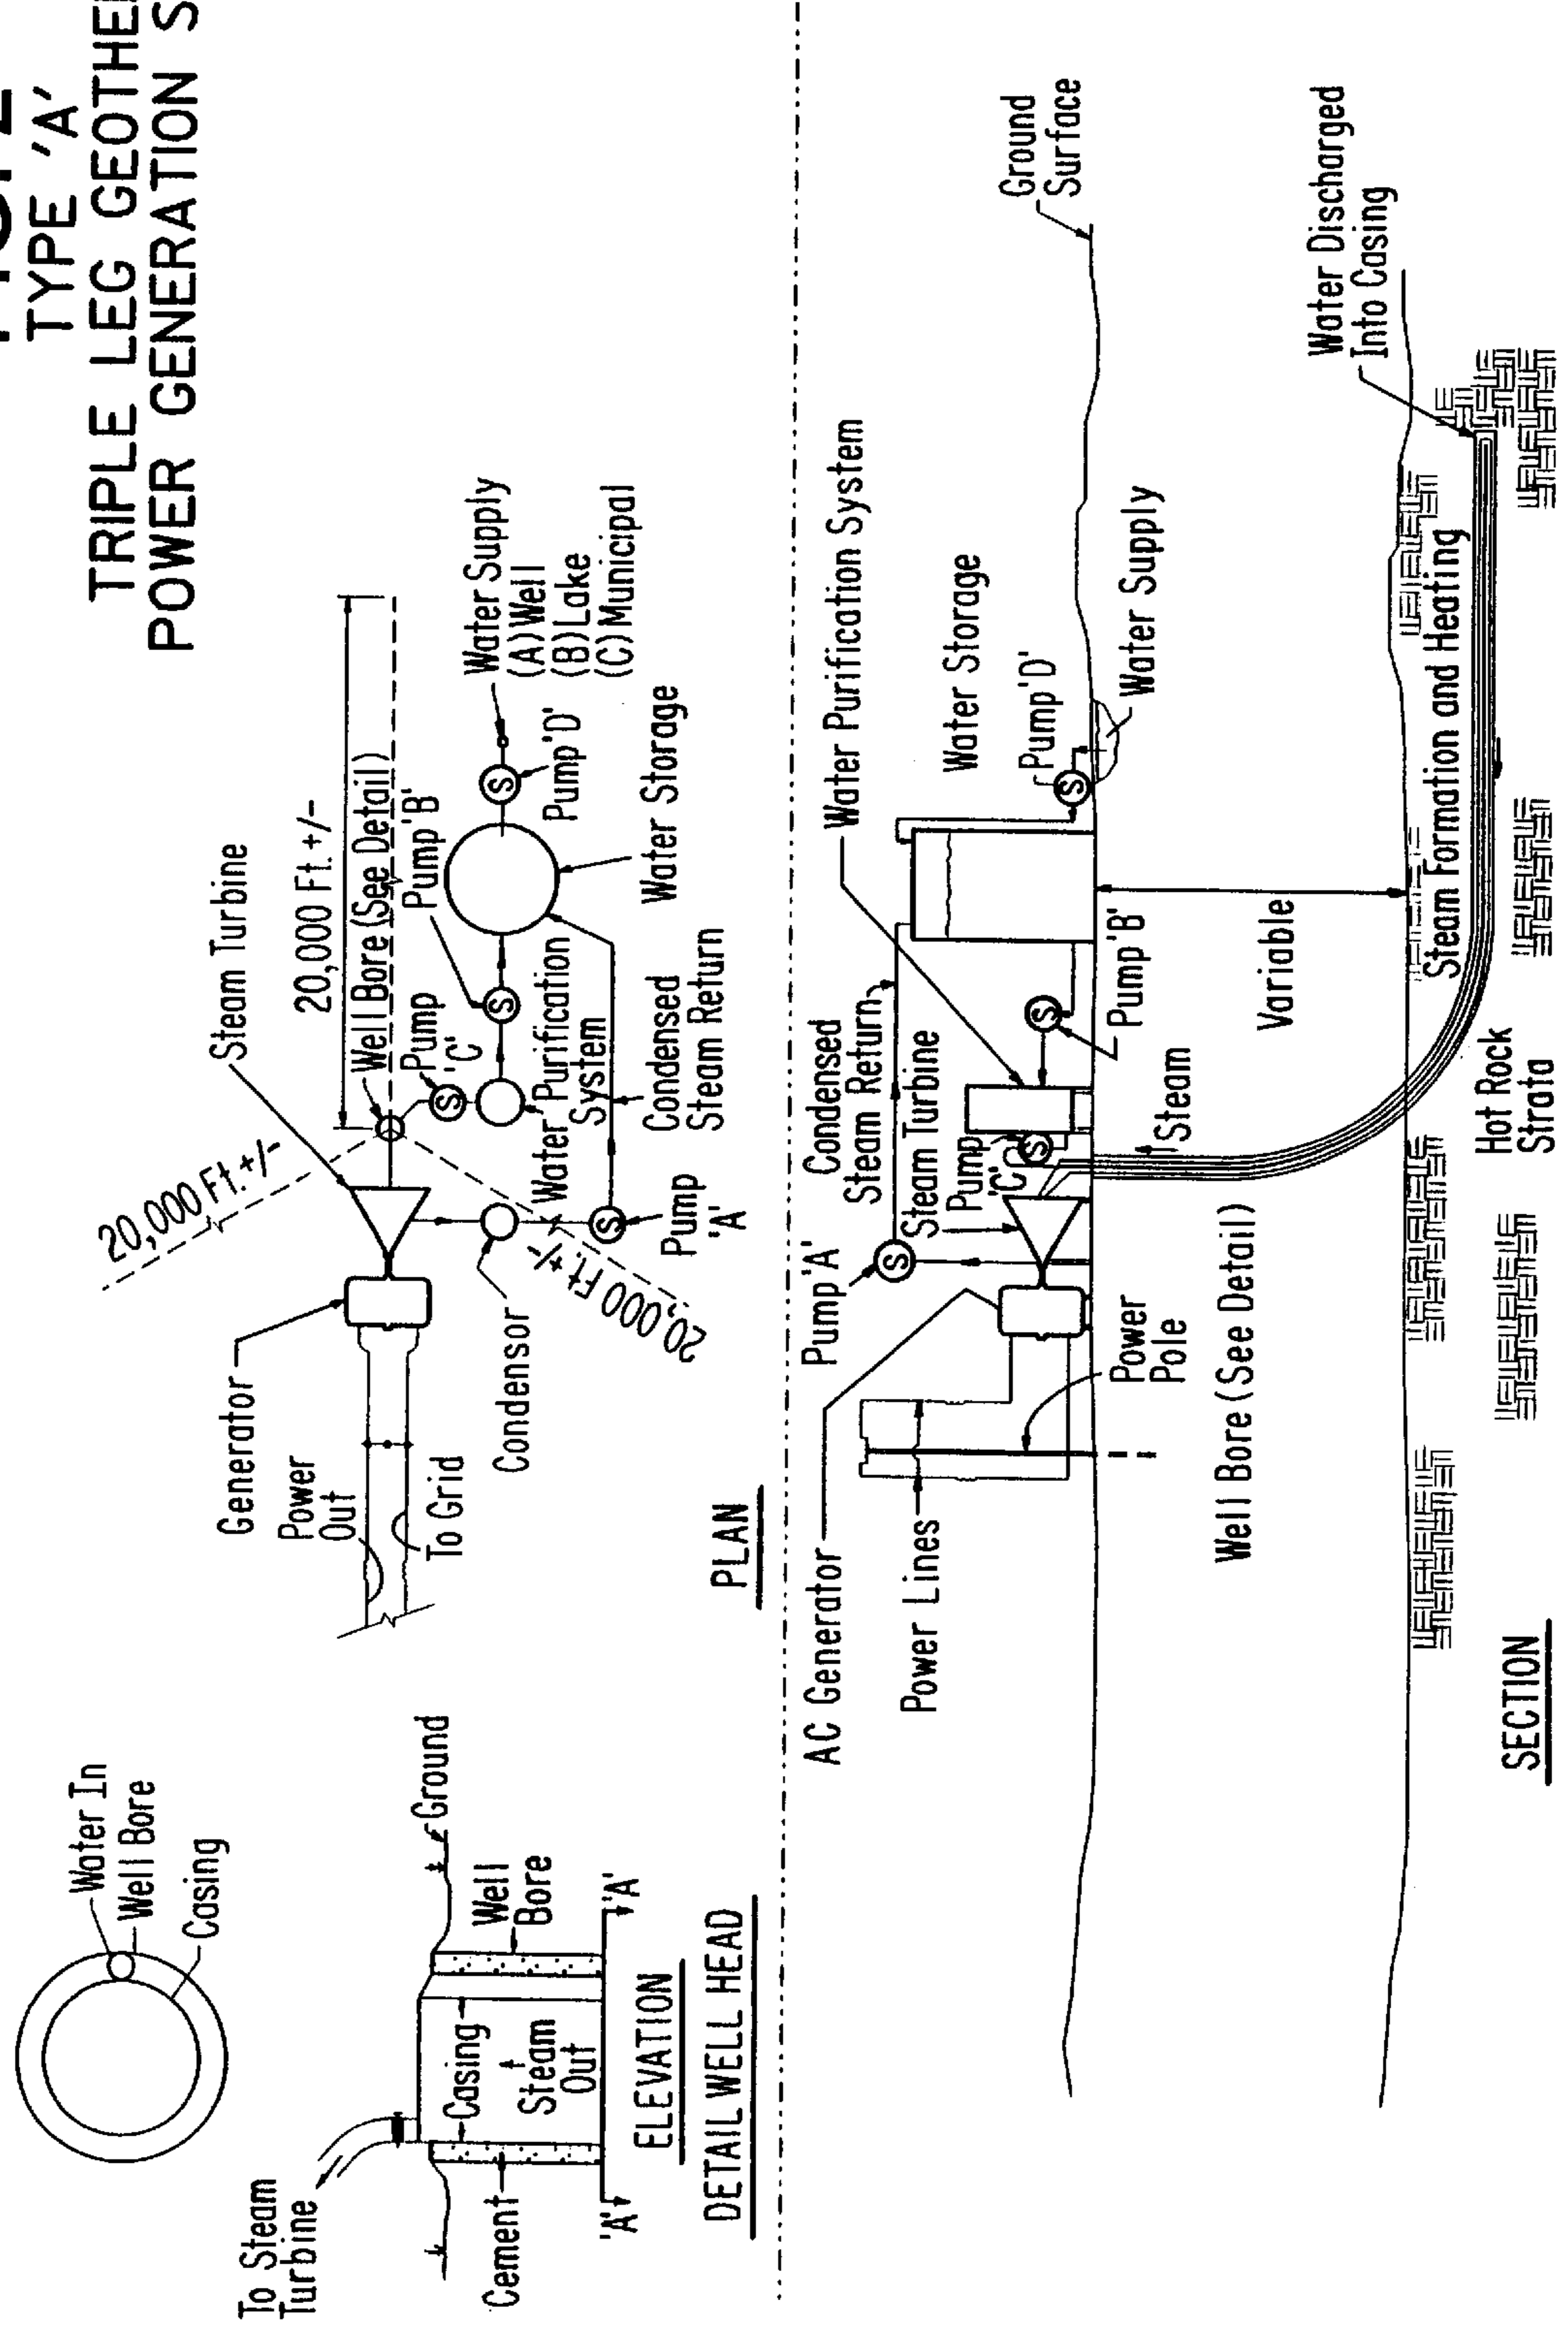 TYPE 'A'
TRIPLE LEG GEOTHE
POWER GENERATION S
Water In
Well Bore
Casing
To Steam
Turbine
Ground
Casing
Steam
Out
Well
Bore
Cement
'A'
'A'
ELEVATION
DETAIL WELL HEAD
Steam Turbine
20,000 Ft. +/-
20,000 Ft. +/-
20,000 Ft. +/-
Well Bore (See Detail)
Pump
'C'
Pump 'B'
Generator
Power
Out
To Grid
Condensor
Water Purification
System
Pump
'A'
Condensed
Steam Return
Water Storage
Pump 'D'
Water Supply
(A) Well
(B) Lake
(C) Municipal
PLAN
AC Generator
Power Lines
Pump 'A'
Condensed
Steam Return
Steam Turbine
Pump
'C'
Water Purification System
Water Storage
Pump 'D'
Water Supply
Ground
Surface
Power
Pole
Steam
Pump 'B'
Well Bore (See Detail)
Variable
Water Discharged
Into Casing
Steam Formation and Heating
Hot Rock
Strata
SECTION